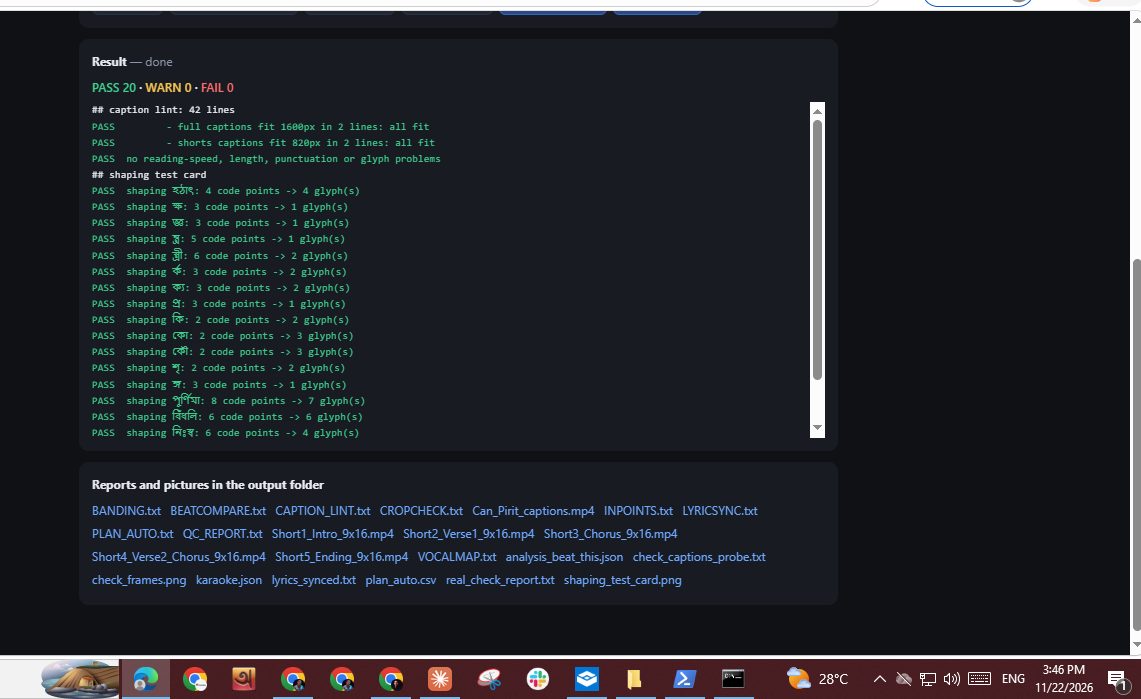 Result — done
PASS 20 · WARN 0 · FAIL 0
## caption lint: 42 lines
PASS - full captions fit 1600px in 2 lines: all fit
PASS - shorts captions fit 820px in 2 lines: all fit
PASS no reading-speed, length, punctuation or glyph problems
## shaping test card
PASS shaping হঠাৎ: 4 code points -> 4 glyph(s)
PASS shaping ক্ষ: 3 code points -> 1 glyph(s)
PASS shaping জ্ঞ: 3 code points -> 1 glyph(s)
PASS shaping : 5 code points -> 1 glyph(s)
PASS shaping স্ত্রী: 6 code points -> 2 glyph(s)
PASS shaping র্ক: 3 code points -> 2 glyph(s)
PASS shaping ক্য: 3 code points -> 2 glyph(s)
PASS shaping প্র: 3 code points -> 1 glyph(s)
PASS shaping কি: 2 code points -> 2 glyph(s)
PASS shaping কো: 2 code points -> 3 glyph(s)
PASS shaping কৌ: 2 code points -> 3 glyph(s)
PASS shaping শৃ: 2 code points -> 2 glyph(s)
PASS shaping ঙ্গ: 3 code points -> 1 glyph(s)
PASS shaping পূর্ণিমা: 8 code points -> 7 glyph(s)
PASS shaping বিঁধলি: 6 code points -> 6 glyph(s)
PASS shaping নিঃস্ব: 6 code points -> 4 glyph(s)
Reports and pictures in the output folder
BANDING.txt BEATCOMPARE.txt CAPTION_LINT.txt CROPCHECK.txt Can_Pirit_captions.mp4 INPOINTS.txt LYRICSYNC.txt
PLAN_AUTO.txt QC_REPORT.txt Short1_Intro_9x16.mp4 Short2_Verse1_9x16.mp4 Short3_Chorus_9x16.mp4
Short4_Verse2_Chorus_9x16.mp4 Short5_Ending_9x16.mp4 VOCALMAP.txt analysis_beat_this.json check_captions_probe.txt
check_frames.png karaoke.json lyrics_synced.txt plan_auto.csv real_check_report.txt shaping_test_card.png
28°C
ENG
3:46 PM
11/22/2026
1